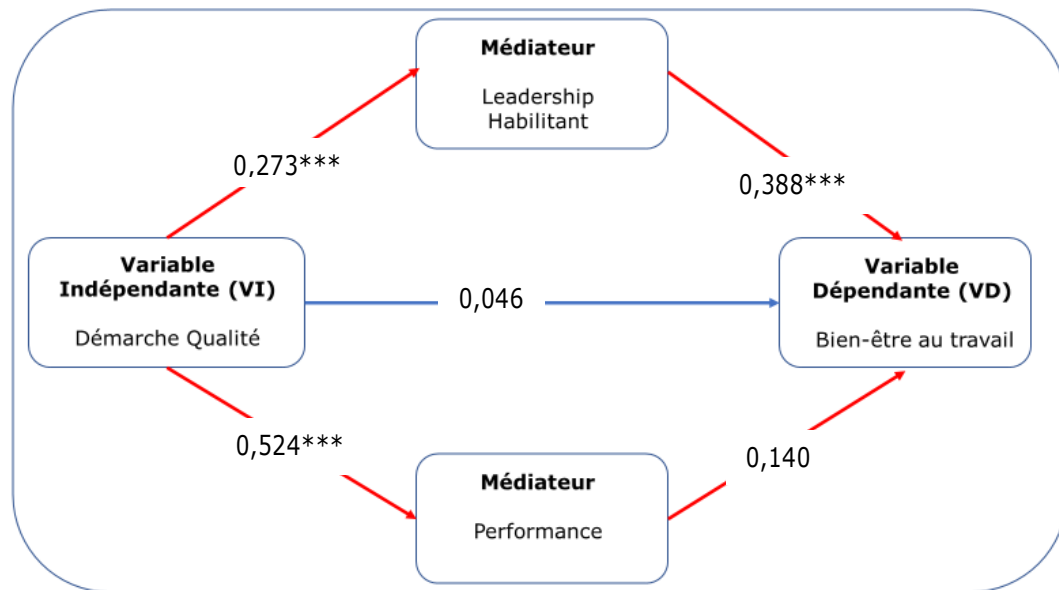 Médiateur
Leadership
Habilitant
0,273***
0,388***
Variable
Indépendante (VI)
Démarche Qualité
0,046
Variable
Dépendante (VD)
Bien-être au travail
0,524***
0,140
Médiateur
Performance